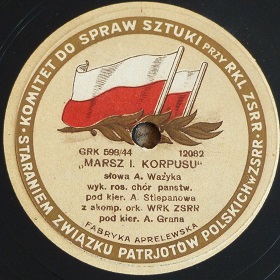 KOMITET DO SPRAW SZTUKI PRZY RKL ZSRR •
STARANIEM ZWIĄZKU PATRJOTÓW POLSKICH W ZSRR •
GRK 598/44 12082
„MARSZ I. KORPUSU"
słowa A. Ważyka
wyk. ros. chór państw.
pod kier. A. Stiepanowa
z akomp. ork. WRK ZSRR
pod kier. A. Grana
FABRYKA APRELEWSKA